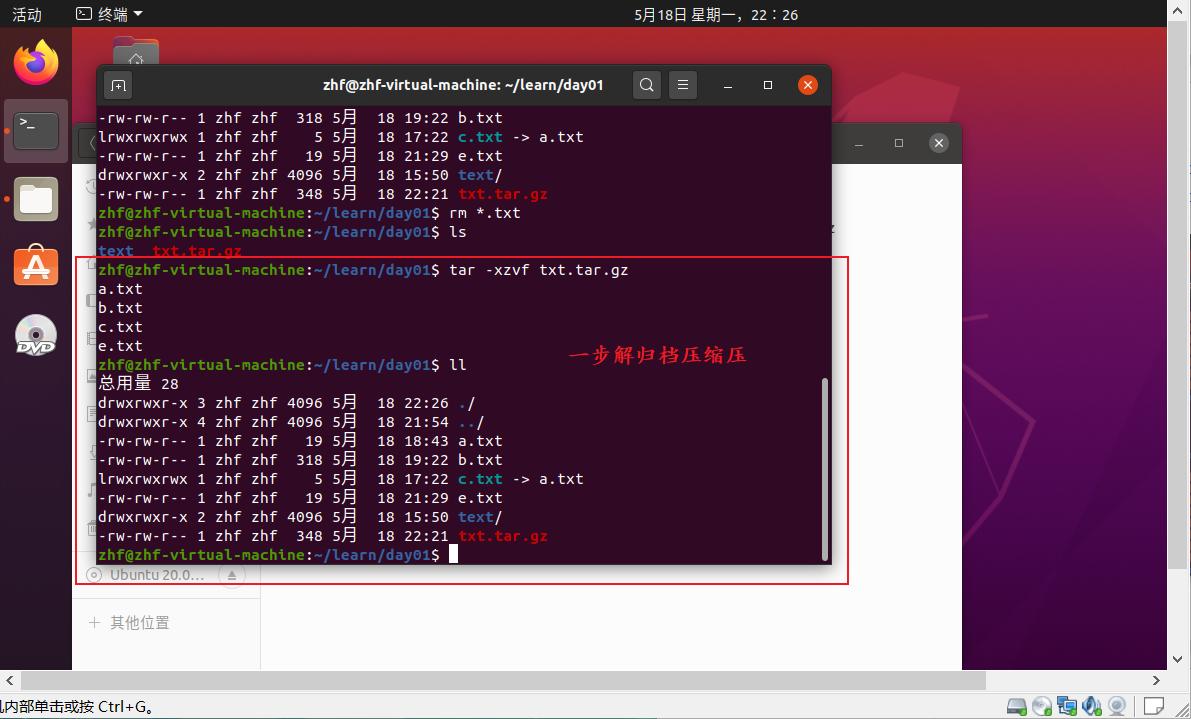 活动 终端 5月18日 星期一，22：26
zhf@zhf-virtual-machine: ~/learn/day01
-rw-rw-r-- 1 zhf zhf  318 5月  18 19:22 b.txt
lrwxrwxrwx 1 zhf zhf    5 5月  18 17:22 c.txt -> a.txt
-rw-rw-r-- 1 zhf zhf   19 5月  18 21:29 e.txt
drwxrwxr-x 2 zhf zhf 4096 5月  18 15:50 text/
-rw-rw-r-- 1 zhf zhf  348 5月  18 22:21 txt.tar.gz
zhf@zhf-virtual-machine:~/learn/day01$ rm *.txt
zhf@zhf-virtual-machine:~/learn/day01$ ls
text  txt.tar.gz
zhf@zhf-virtual-machine:~/learn/day01$ tar -xzvf txt.tar.gz
a.txt
b.txt
c.txt
e.txt
一步解归档压缩压
zhf@zhf-virtual-machine:~/learn/day01$ ll
总用量 28
drwxrwxr-x 3 zhf zhf 4096 5月  18 22:26 ./
drwxrwxr-x 4 zhf zhf 4096 5月  18 21:54 ../
-rw-rw-r-- 1 zhf zhf   19 5月  18 18:43 a.txt
-rw-rw-r-- 1 zhf zhf  318 5月  18 19:22 b.txt
lrwxrwxrwx 1 zhf zhf    5 5月  18 17:22 c.txt -> a.txt
-rw-rw-r-- 1 zhf zhf   19 5月  18 21:29 e.txt
drwxrwxr-x 2 zhf zhf 4096 5月  18 15:50 text/
-rw-rw-r-- 1 zhf zhf  348 5月  18 22:21 txt.tar.gz
zhf@zhf-virtual-machine:~/learn/day01$
Ubuntu 20.0…
+ 其他位置
DVD
内部单击或按 Ctrl+G。